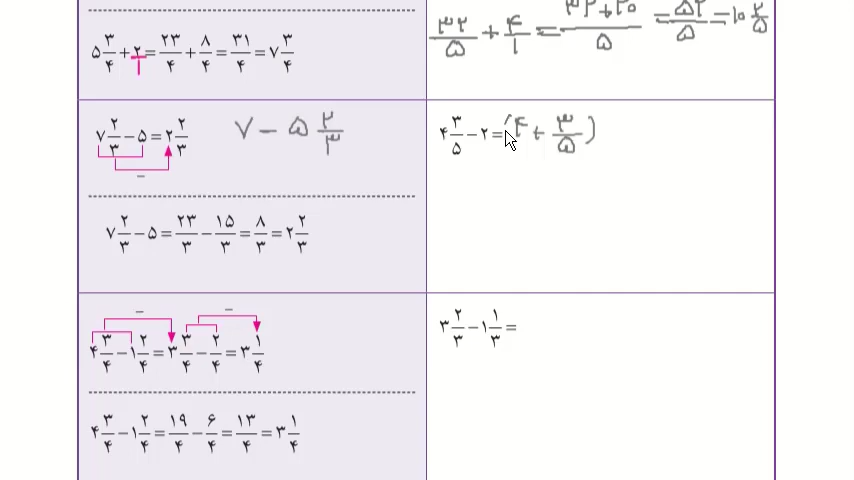 ۵ ۳/۴ + ۲/۱ = ۲۳/۴ + ۸/۴ = ۳۱/۴ = ۷ ۳/۴
۳۲/۵ + ۴/۱ = ۳۲+۲۰/۵ = ۵۲/۵ = ۱۰ ۲/۵
۷ ۲/۳ − ۵ = ۲ ۲/۳
۷ − ۵ ۲/۳
−
۷ ۲/۳ − ۵ = ۲۳/۳ − ۱۵/۳ = ۸/۳ = ۲ ۲/۳
۴ ۳/۵ − ۲ = (۴ + ۳/۵)
− −
۴ ۳/۴ − ۱ ۲/۴ = ۳ ۳/۴ − ۲/۴ = ۳ ۱/۴
۴ ۳/۴ − ۱ ۲/۴ = ۱۹/۴ − ۶/۴ = ۱۳/۴ = ۳ ۱/۴
۳ ۲/۳ − ۱ ۱/۳ =